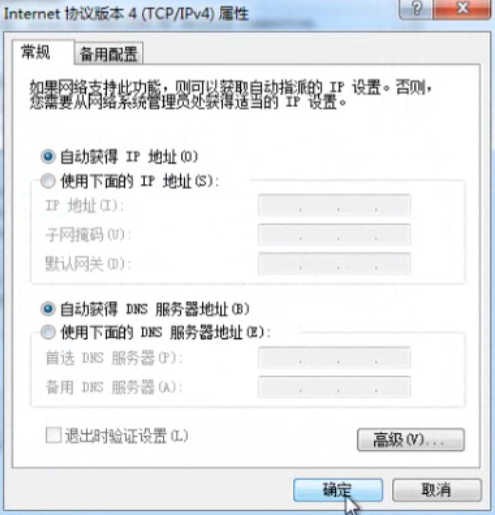 Internet 协议版本 4 (TCP/IPv4) 属性
常规 备用配置
如果网络支持此功能，则可以获取自动指派的 IP 设置。否则，
您需要从网络系统管理员处获得适当的 IP 设置。
自动获得 IP 地址(O)
使用下面的 IP 地址(S):
IP 地址(I):
子网掩码(U):
默认网关(D):
自动获得 DNS 服务器地址(B)
使用下面的 DNS 服务器地址(E):
首选 DNS 服务器(P):
备用 DNS 服务器(A):
退出时验证设置(L)
高级(V)...
确定 取消